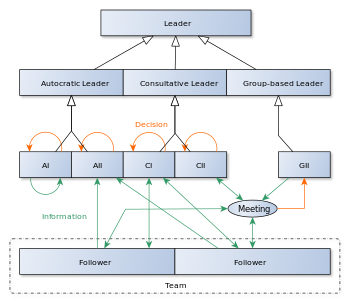 Leader
Autocratic Leader Consultative Leader Group-based Leader
Decision
AI AII CI CII GII
Meeting
Information
Follower Follower
Team